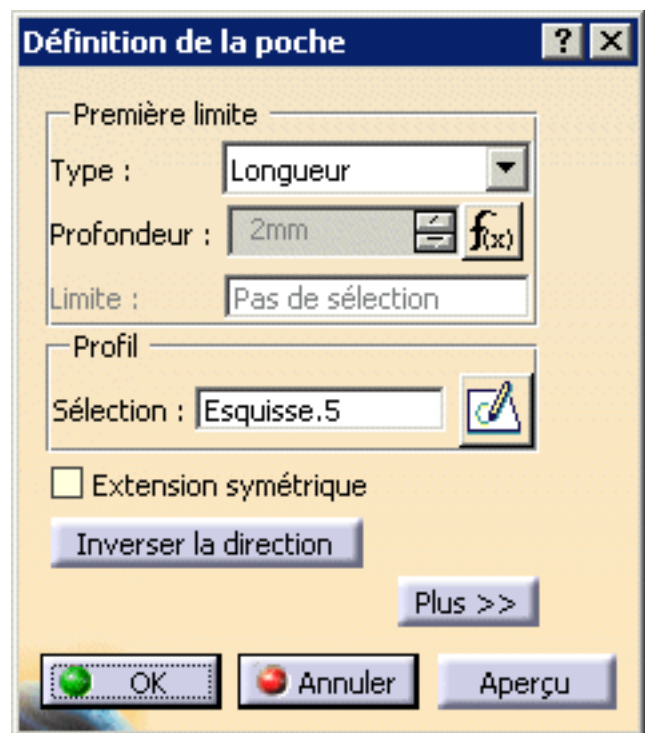 Définition de la poche ? X
Première limite
Type : Longueur
Profondeur : 2mm f(x)
Limite : Pas de sélection
Profil
Sélection : Esquisse.5
Extension symétrique
Inverser la direction
Plus >>
OK Annuler Aperçu